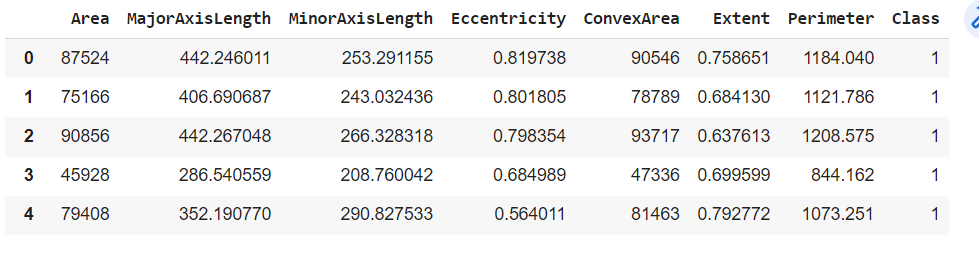 Area MajorAxisLength MinorAxisLength Eccentricity ConvexArea Extent Perimeter Class
0 87524 442.246011 253.291155 0.819738 90546 0.758651 1184.040 1
1 75166 406.690687 243.032436 0.801805 78789 0.684130 1121.786 1
2 90856 442.267048 266.328318 0.798354 93717 0.637613 1208.575 1
3 45928 286.540559 208.760042 0.684989 47336 0.699599 844.162 1
4 79408 352.190770 290.827533 0.564011 81463 0.792772 1073.251 1